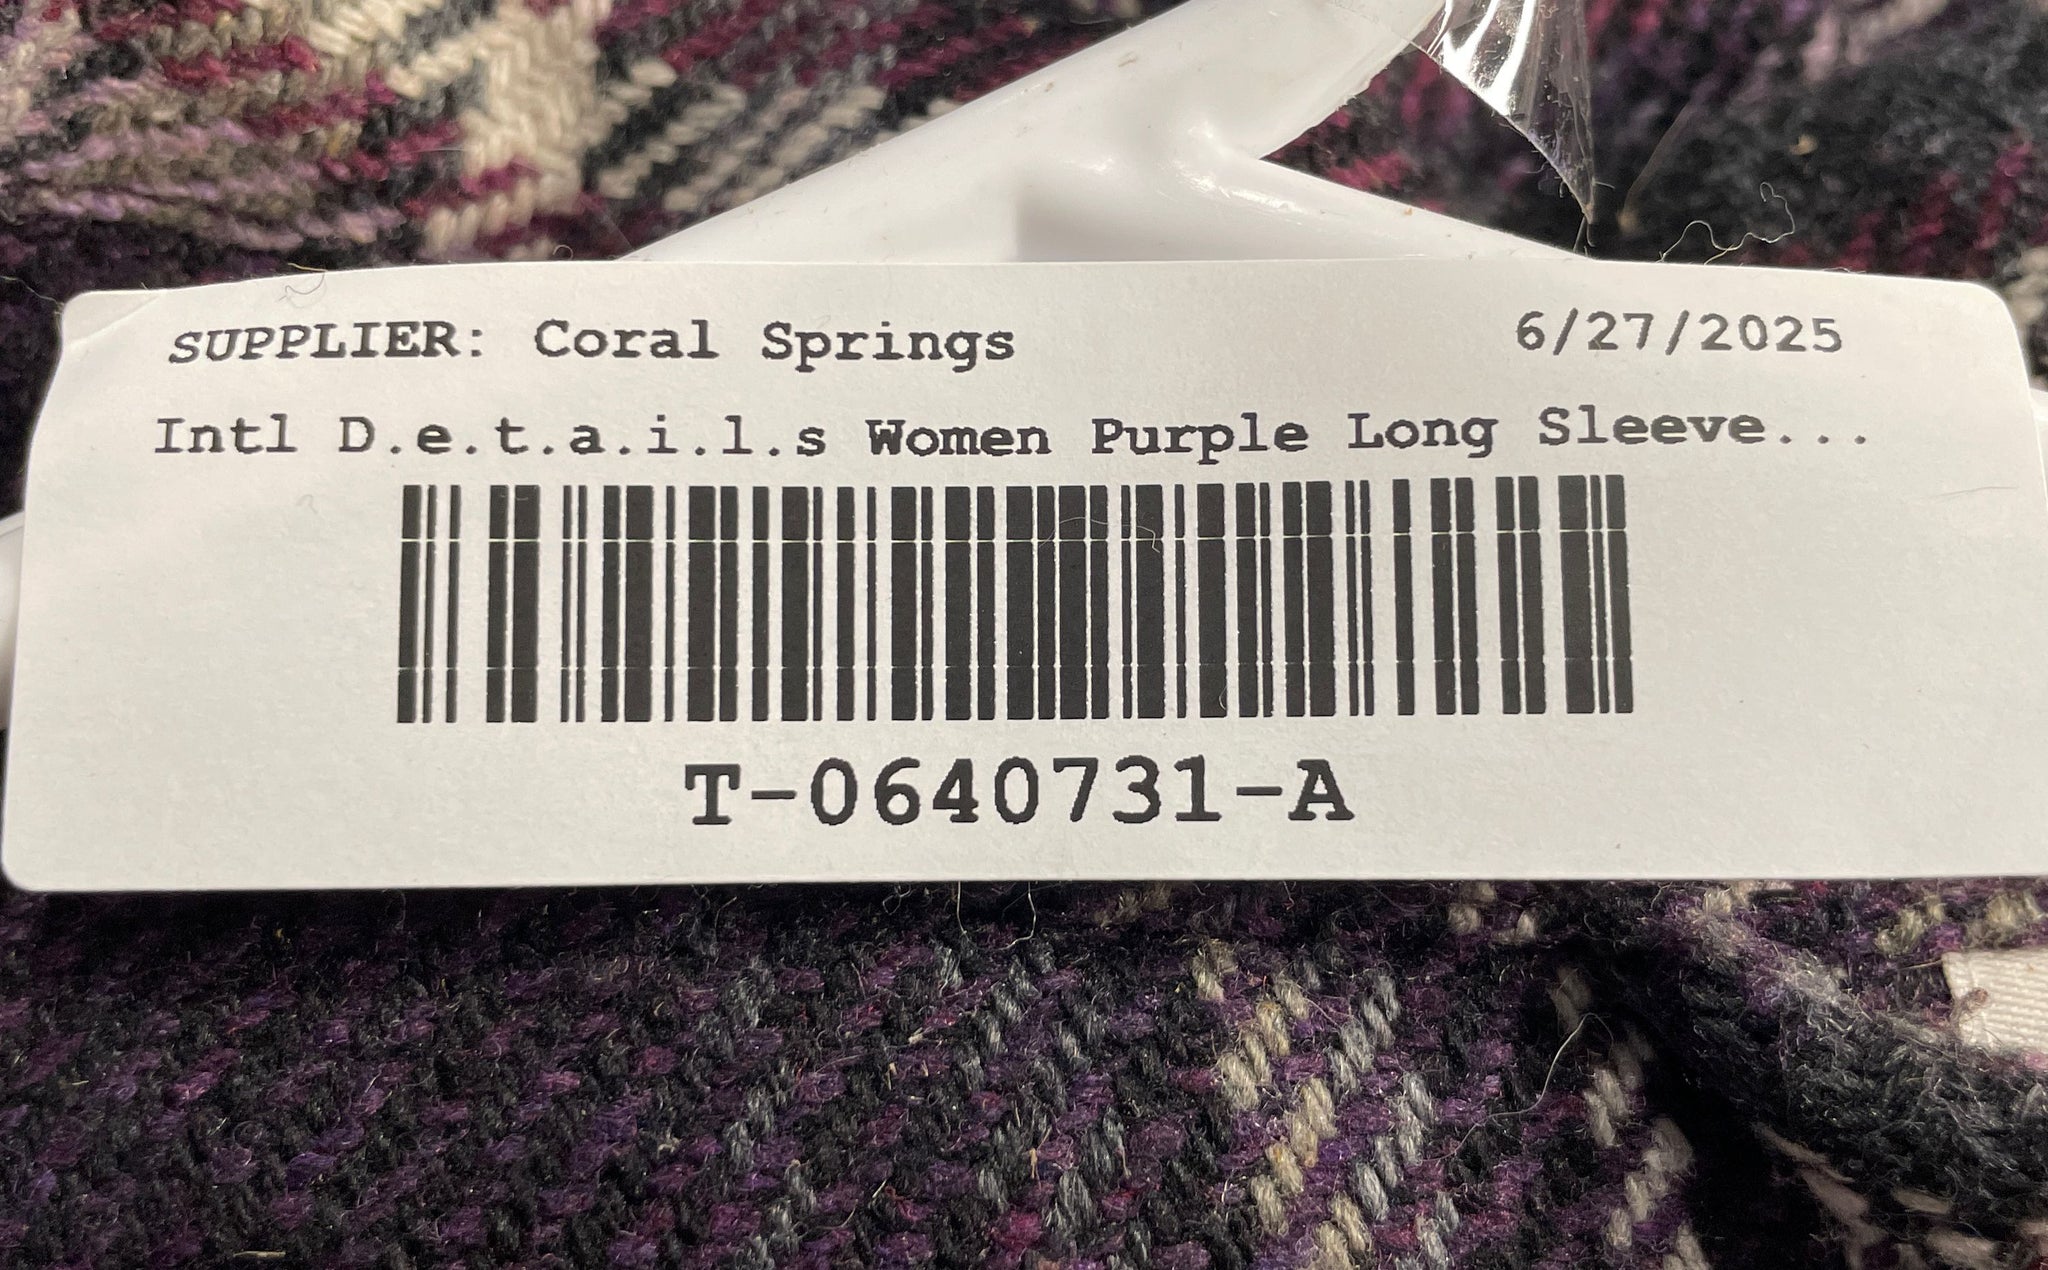 SUPPLIER: Coral Springs 6/27/2025
Intl D.e.t.a.i.l.s Women Purple Long Sleeve...
T-0640731-A